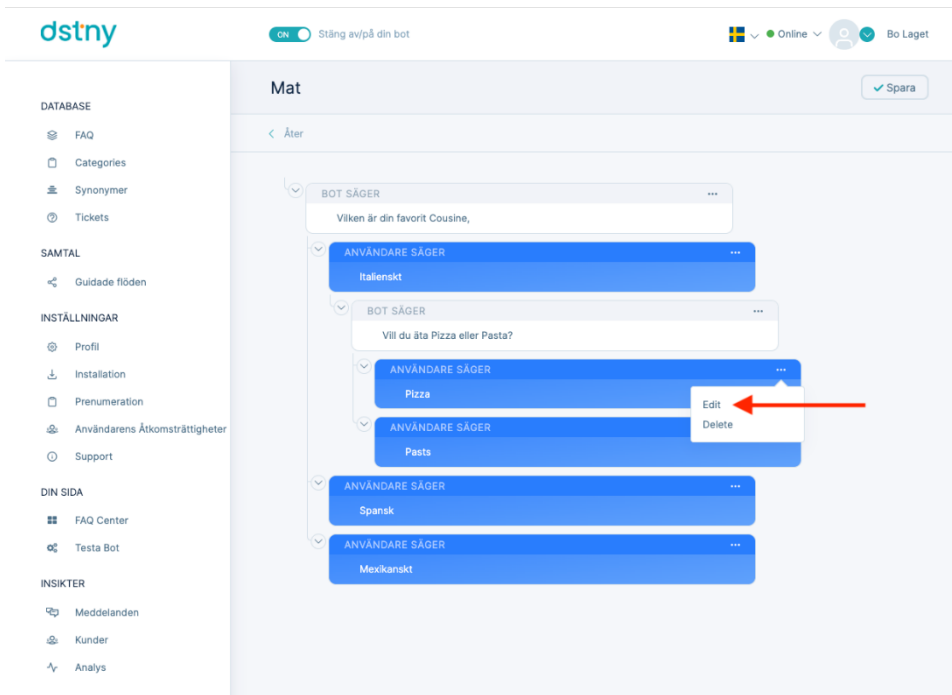 dstny
ON Stäng av/på din bot
Online
Bo Laget
Mat
Spara
Åter
DATABASE
FAQ
Categories
Synonymer
Tickets
SAMTAL
Guidade flöden
INSTÄLLNINGAR
Profil
Installation
Prenumeration
Användarens Åtkomsträttigheter
Support
DIN SIDA
FAQ Center
Testa Bot
INSIKTER
Meddelanden
Kunder
Analys
BOT SÄGER
Vilken är din favorit Cousine,
ANVÄNDARE SÄGER
Italienskt
BOT SÄGER
Vill du äta Pizza eller Pasta?
ANVÄNDARE SÄGER
PIzza
Edit
Delete
ANVÄNDARE SÄGER
Pasts
ANVÄNDARE SÄGER
Spansk
ANVÄNDARE SÄGER
Mexikanskt